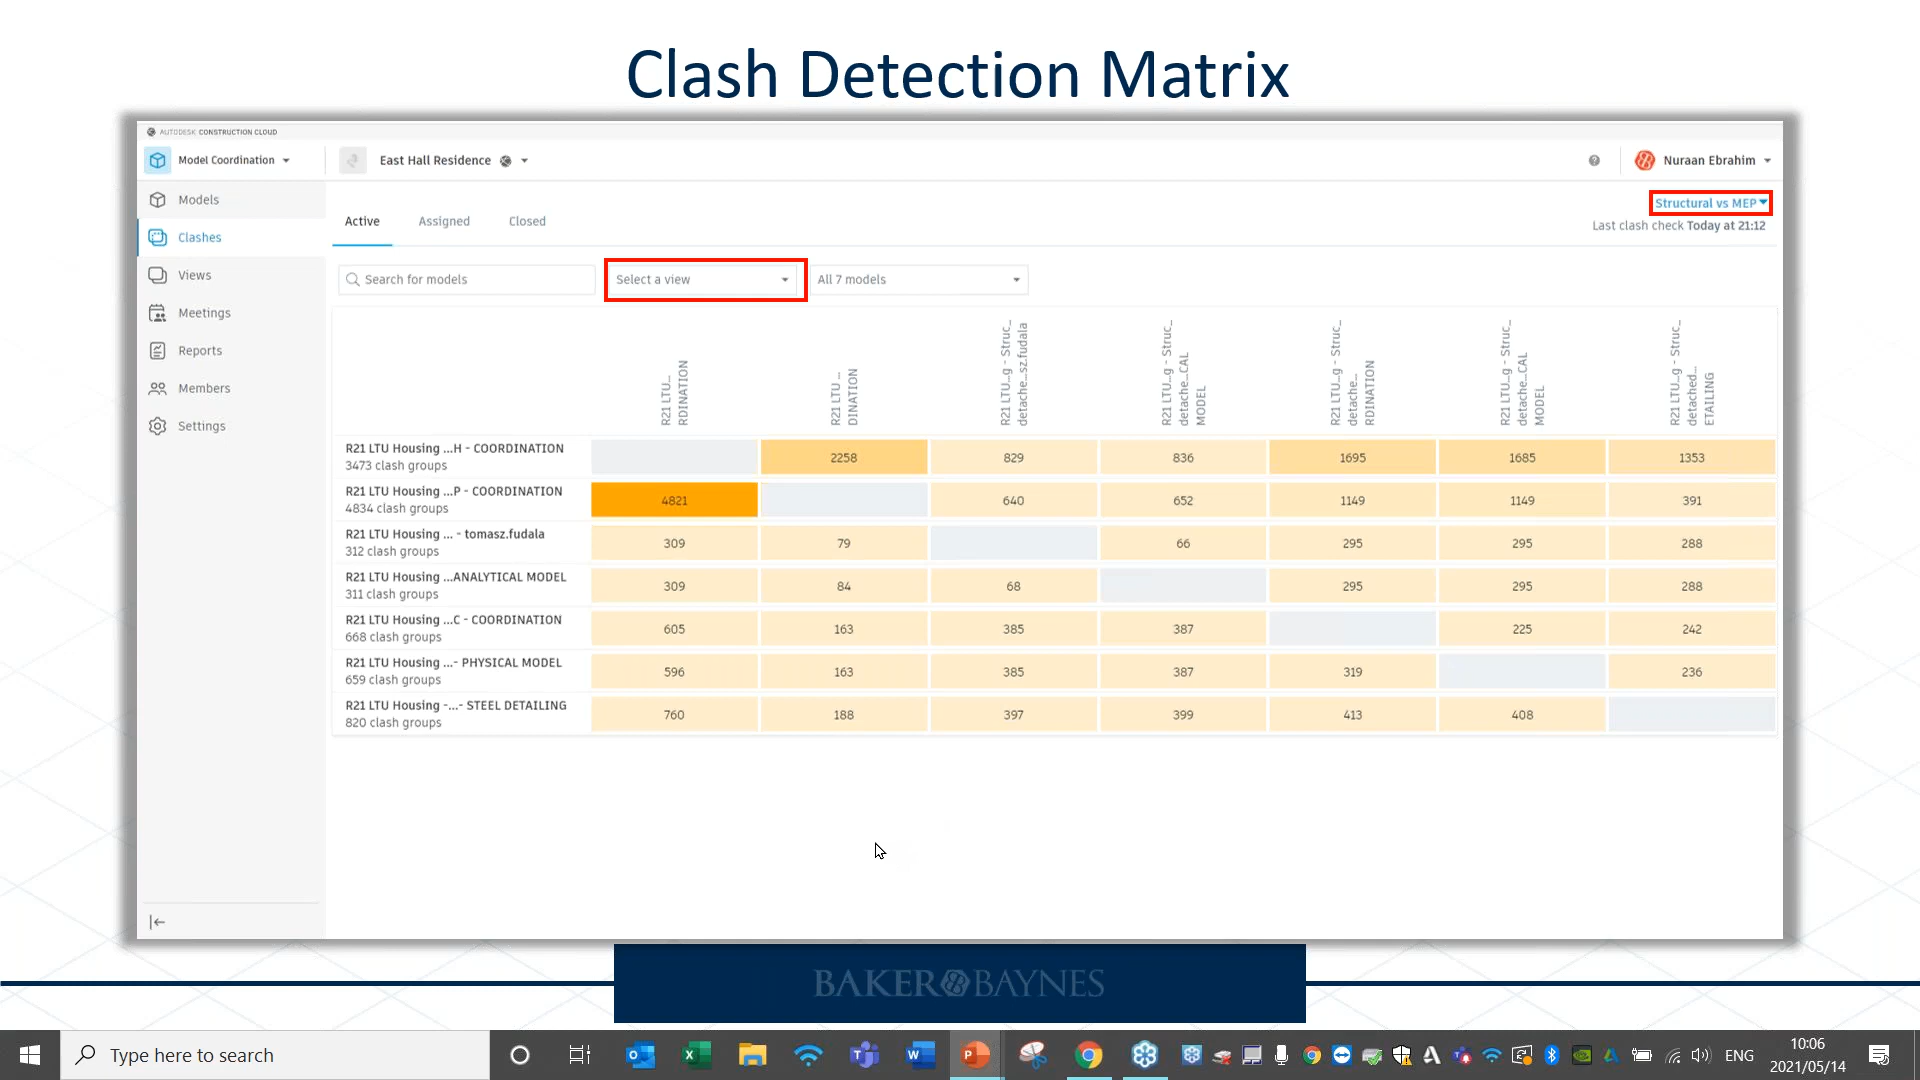 Clash Detection Matrix
AUTODESK CONSTRUCTION CLOUD
Model Coordination
East Hall Residence
Nuraan Ebrahim
Models
Clashes
Views
Meetings
Reports
Members
Settings
Active Assigned Closed
Structural vs MEP
Last clash check Today at 21:12
Search for models
Select a view
All 7 models
R21 LTU...
RDINATION
R21 LTU ...
DINATION
R21 LTU...g - Struc_
detache...sz.fudala
R21 LTU...g - Struc_
detache...CAL
MODEL
R21 LTU...g - Struc_
detache...
RDINATION
R21 LTU...g - Struc_
detache...CAL
MODEL
R21 LTU...g - Struc_
detached...
ETAILING
R21 LTU Housing ...H - COORDINATION
3473 clash groups
2258 829 836 1695 1685 1353
R21 LTU Housing ...P - COORDINATION
4834 clash groups
4821 640 652 1149 1149 391
R21 LTU Housing ... - tomasz.fudala
312 clash groups
309 79 66 295 295 288
R21 LTU Housing ...ANALYTICAL MODEL
311 clash groups
309 84 68 295 295 288
R21 LTU Housing ...C - COORDINATION
668 clash groups
605 163 385 387 225 242
R21 LTU Housing ...- PHYSICAL MODEL
659 clash groups
596 163 385 387 319 236
R21 LTU Housing -...- STEEL DETAILING
820 clash groups
760 188 397 399 413 408
BAKER BAYNES
Type here to search
ENG
10:06
2021/05/14